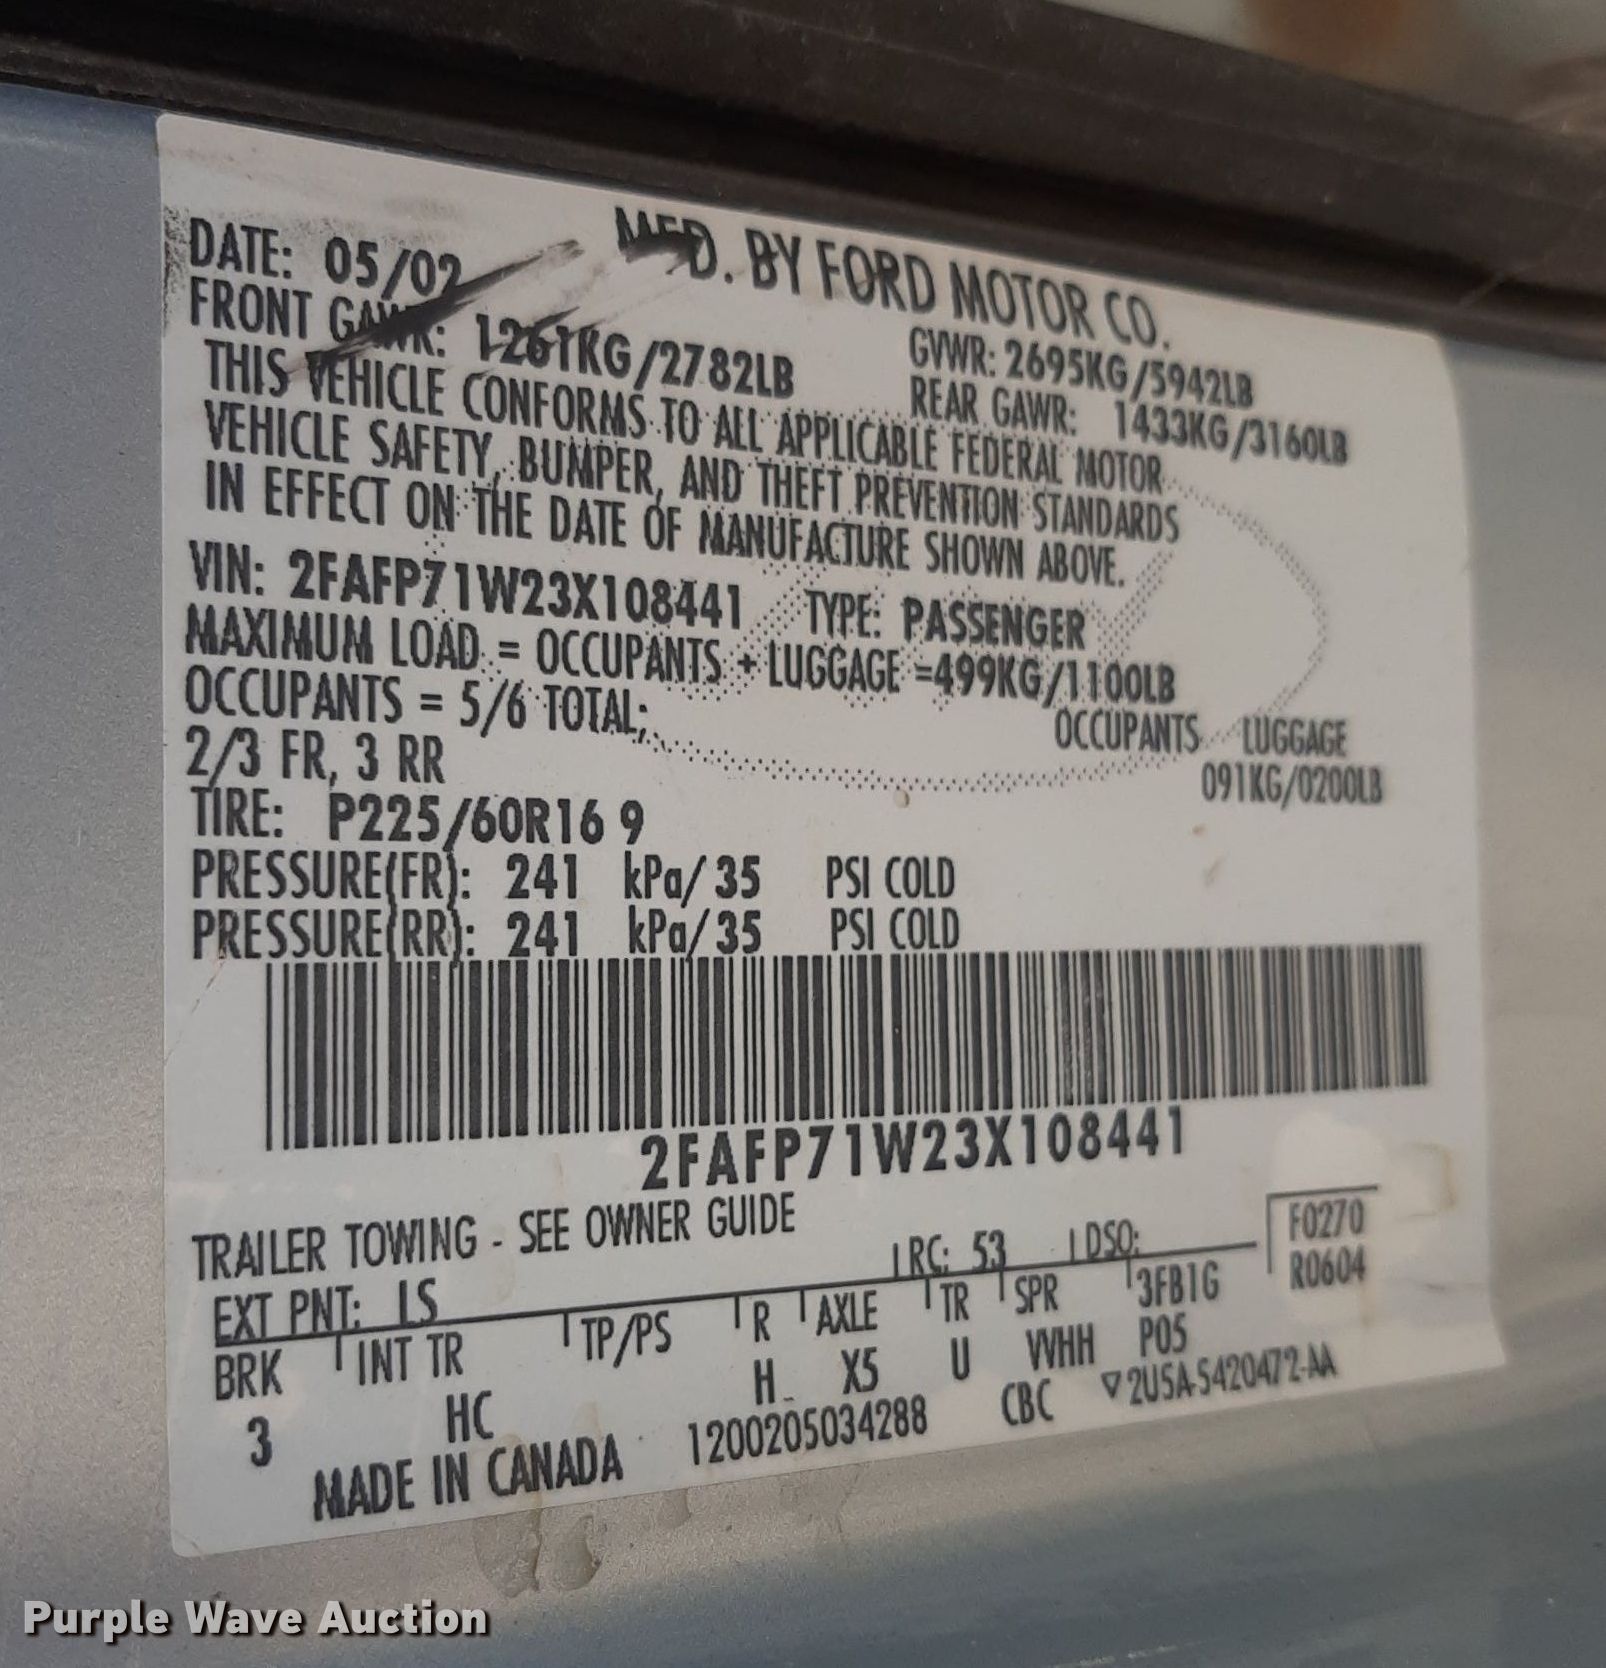 MFD. BY FORD MOTOR CO.
DATE: 05/02 GVWR: 2695KG/5942LB
FRONT GAWR: 1261KG/2782LB REAR GAWR: 1433KG/3160LB
THIS VEHICLE CONFORMS TO ALL APPLICABLE FEDERAL MOTOR
VEHICLE SAFETY, BUMPER, AND THEFT PREVENTION STANDARDS
IN EFFECT ON THE DATE OF MANUFACTURE SHOWN ABOVE.
VIN: 2FAFP71W23X108441 TYPE: PASSENGER
MAXIMUM LOAD = OCCUPANTS + LUGGAGE =499KG/1100LB
OCCUPANTS = 5/6 TOTAL; OCCUPANTS LUGGAGE
2/3 FR, 3 RR 091KG/0200LB
TIRE: P225/60R16 9
PRESSURE(FR): 241 kPa/ 35 PSI COLD
PRESSURE(RR): 241 kPa/ 35 PSI COLD
2FAFP71W23X108441
TRAILER TOWING - SEE OWNER GUIDE
EXT PNT: LS RC: 53 DSO: F0270
BRK INT TR TP/PS R AXLE TR SPR 3FB1G R0604
3 HC H X5 U VVHH P05
MADE IN CANADA 1200205034288 CBC ▽2U5A-S420472-AA
Purple Wave Auction